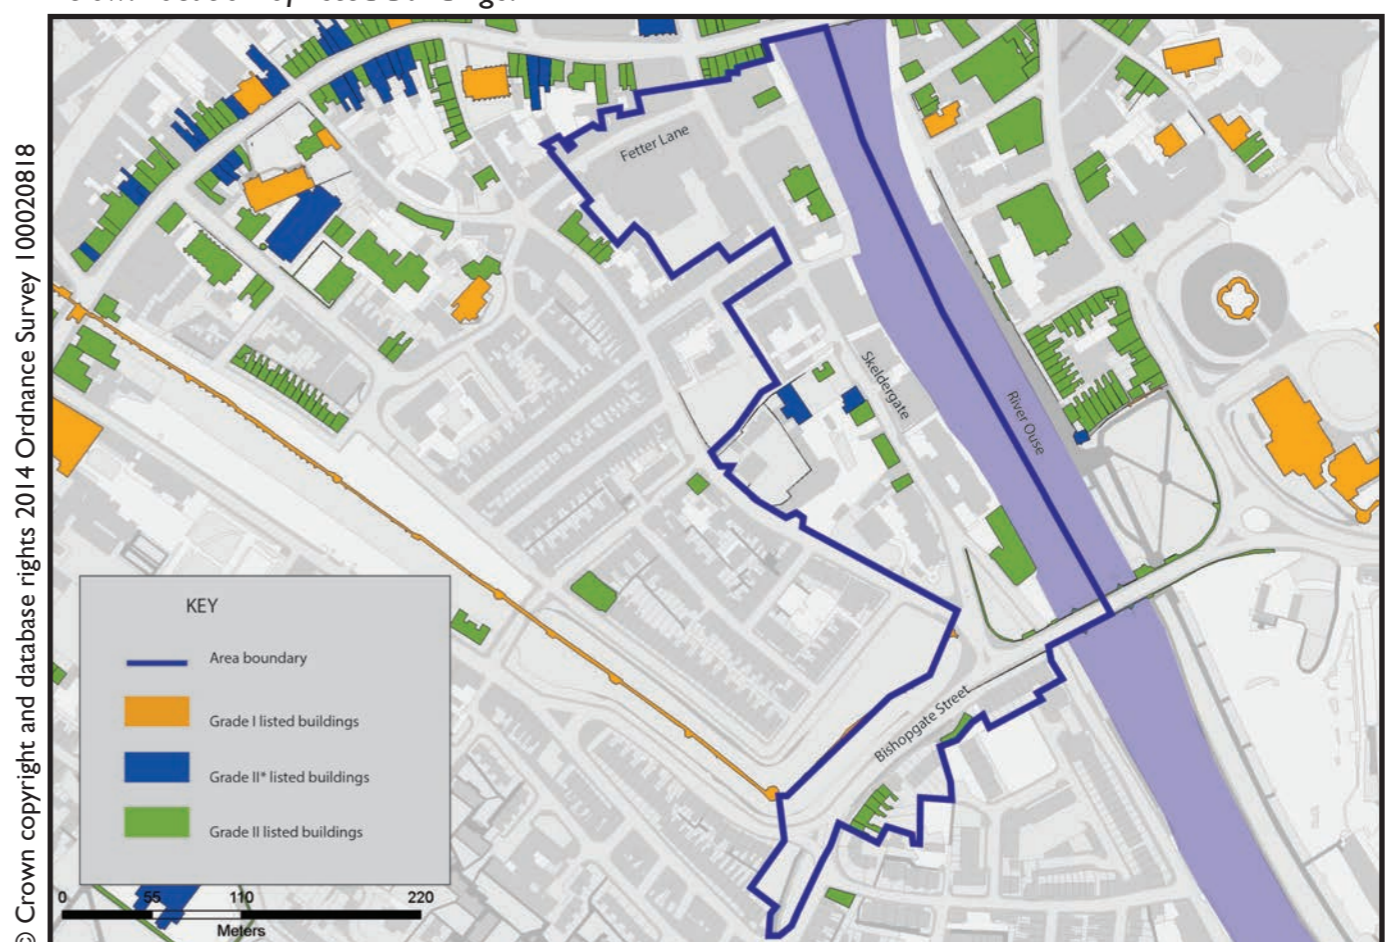 © Crown copyright and database rights 2014 Ordnance Survey 10020818
Fetter Lane
Skeldergate
River Ouse
Bishopgate Street
KEY
Area boundary
Grade I listed buildings
Grade II* listed buildings
Grade II listed buildings
0 55 110 220
Meters